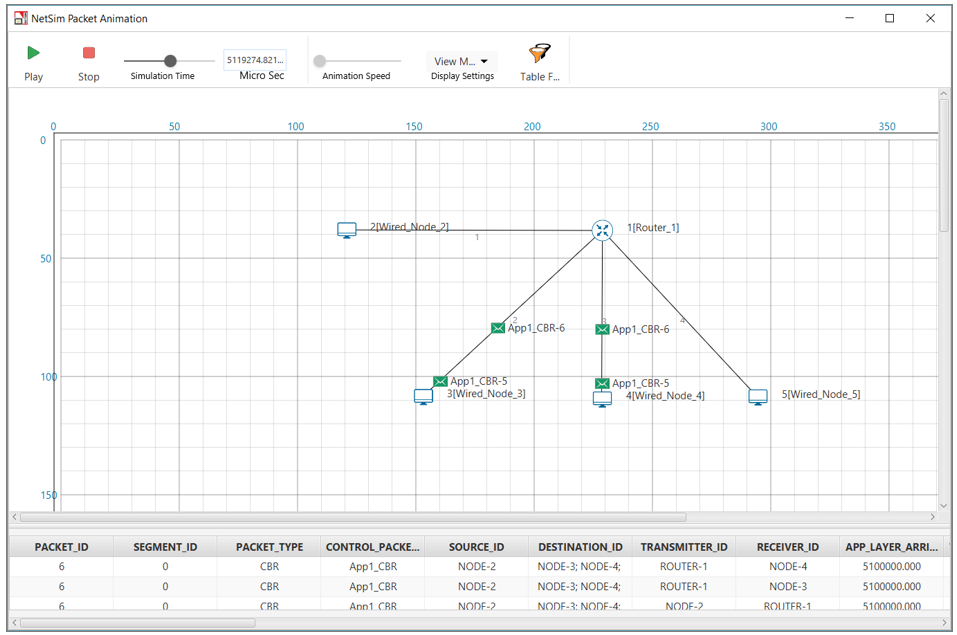 NetSim Packet Animation
Play
Stop
Simulation Time
5119274.821...
Micro Sec
Animation Speed
View M...
Display Settings
Table F...
0 50 100 150 200 250 300 350
0
50
100
150
2[Wired_Node_2]
1
1[Router_1]
2
App1_CBR-6
3
App1_CBR-6
4
App1_CBR-5
3[Wired_Node_3]
App1_CBR-5
4[Wired_Node_4]
5[Wired_Node_5]
PACKET_ID SEGMENT_ID PACKET_TYPE CONTROL_PACKE... SOURCE_ID DESTINATION_ID TRANSMITTER_ID RECEIVER_ID APP_LAYER_ARRI...
6 0 CBR App1_CBR NODE-2 NODE-3; NODE-4; ROUTER-1 NODE-4 5100000.000
6 0 CBR App1_CBR NODE-2 NODE-3; NODE-4; ROUTER-1 NODE-3 5100000.000
6 0 CBR App1_CBR NODE-2 NODE-3; NODE-4; NODE-2 ROUTER-1 5100000.000